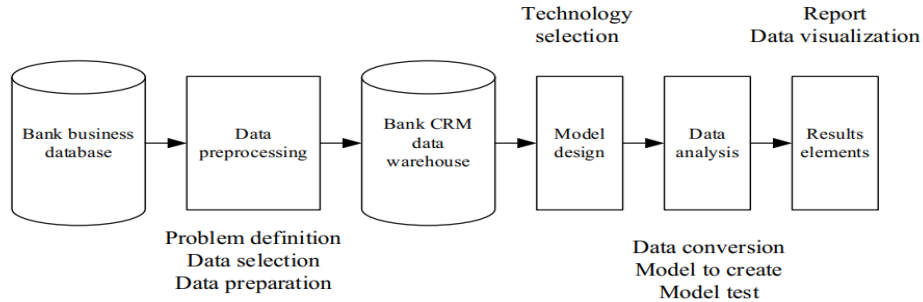 Technology
selection
Report
Data visualization
Bank business
database
Data
preprocessing
Bank CRM
data
warehouse
Model
design
Data
analysis
Results
elements
Problem definition
Data selection
Data preparation
Data conversion
Model to create
Model test